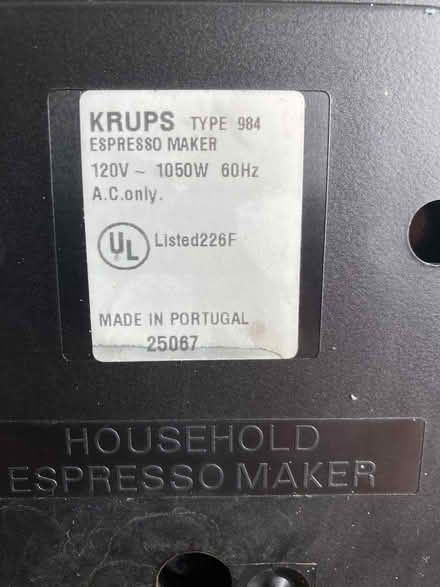 KRUPS TYPE 984
ESPRESSO MAKER
120V ~ 1050W 60Hz
A.C.only.
UL Listed226F
MADE IN PORTUGAL
25067
HOUSEHOLD
ESPRESSO MAKER